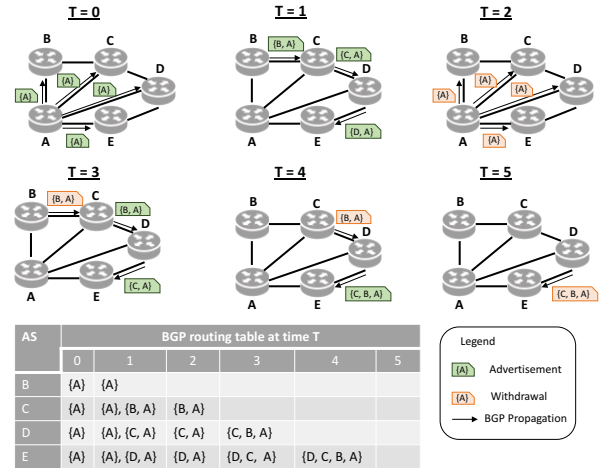 T = 0
T = 1
T = 2
B
C
D
A
E
{A}
{A}
{A}
{A}
B
C
D
A
E
{B, A}
{C, A}
{D, A}
B
C
D
A
E
{A}
{A}
{A}
{A}
T = 3
T = 4
T = 5
B
C
D
A
E
{B, A}
{B, A}
{C, A}
B
C
D
A
E
{B, A}
{C, B, A}
B
C
D
A
E
{C, B, A}
AS BGP routing table at time T
0 1 2 3 4 5
B {A} {A}
C {A} {A}, {B, A} {B, A}
D {A} {A}, {C, A} {C, A} {C, B, A}
E {A} {A}, {D, A} {D, A} {D, C, A} {D, C, B, A}
Legend
{A} Advertisement
{A} Withdrawal
BGP Propagation